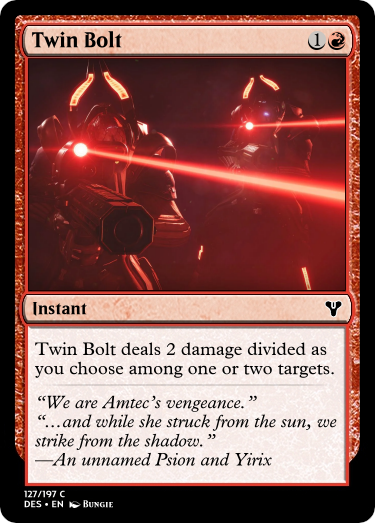 Twin Bolt 1
Instant
Twin Bolt deals 2 damage divided as
you choose among one or two targets.
“We are Amtec’s vengeance.”
“…and while she struck from the sun, we
strike from the shadow.”
—An unnamed Psion and Yirix
127/197 C
DES • EN Bungie